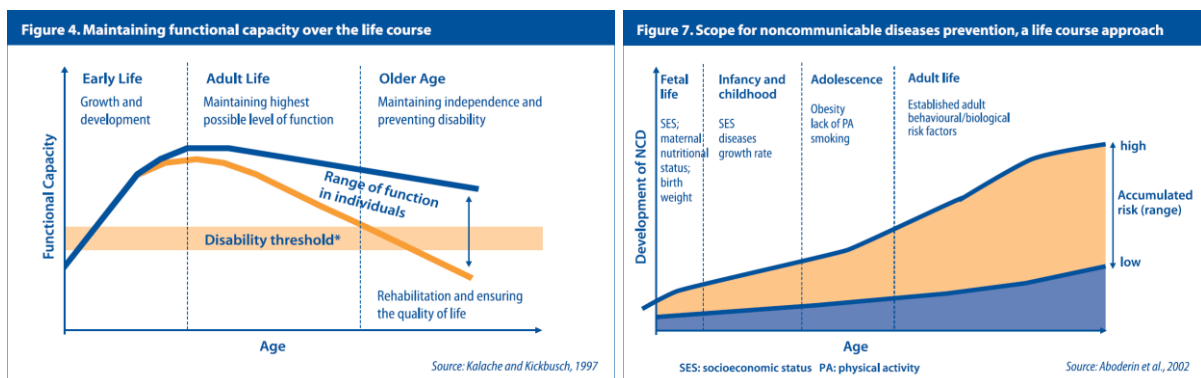 Figure 4. Maintaining functional capacity over the life course
Functional Capacity
Early Life
Growth and
development
Adult Life
Maintaining highest
possible level of function
Older Age
Maintaining independence and
preventing disability
Range of function
in individuals
Disability threshold*
Rehabilitation and ensuring
the quality of life
Age
Source: Kalache and Kickbusch, 1997
Figure 7. Scope for noncommunicable diseases prevention, a life course approach
Development of NCD
Fetal
life
SES;
maternal
nutritional
status;
birth
weight
Infancy and
childhood
SES
diseases
growth rate
Adolescence
Obesity
lack of PA
smoking
Adult life
Established adult
behavioural/biological
risk factors
high
Accumulated
risk (range)
low
Age
SES: socioeconomic status PA: physical activity
Source: Aboderin et al., 2002